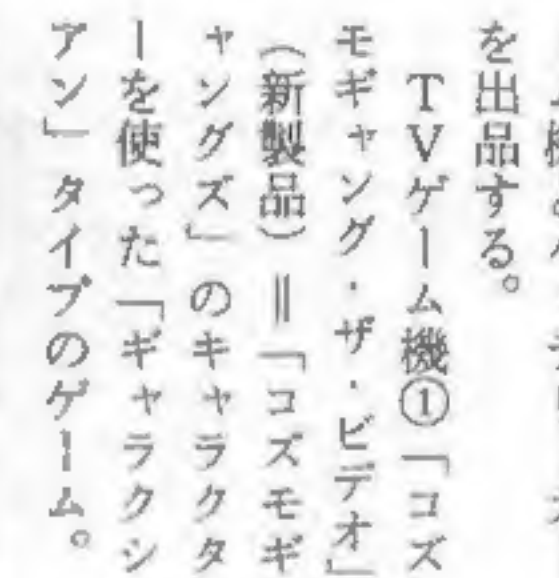 を出品する。
TVゲーム機①「コズ
モギャング・ザ・ビデオ」
(新製品)=「コズモギ
ャングズ」のキャラクタ
ーを使った「ギャラクシ
アン」タイプのゲーム。